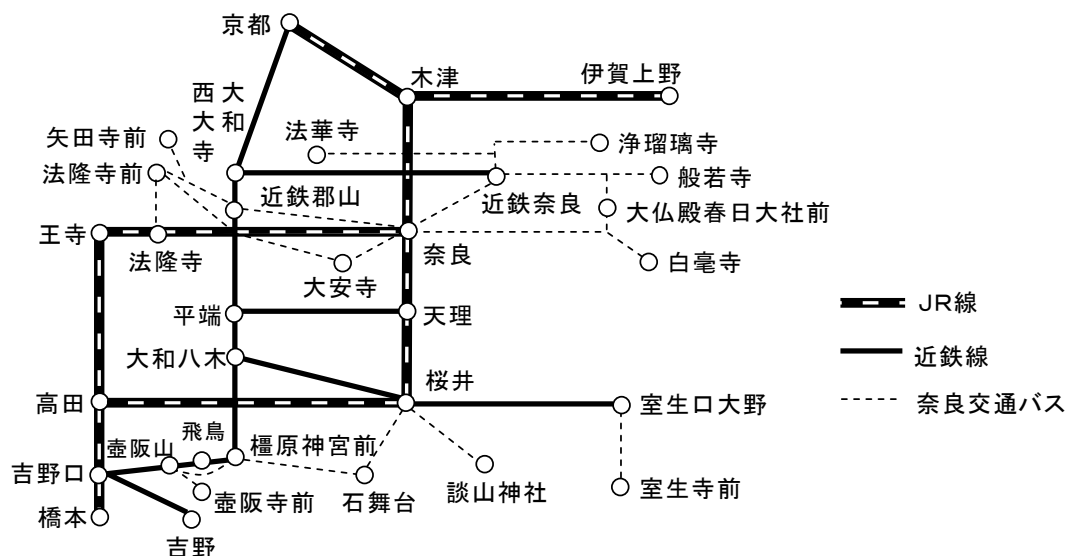 京都
木津
伊賀上野
大和
西大寺
矢田寺前
法華寺
浄瑠璃寺
法隆寺前
近鉄郡山
近鉄奈良
般若寺
大仏殿春日大社前
王寺
法隆寺
奈良
大安寺
白毫寺
平端
天理
JR線
大和八木
近鉄線
高田
桜井
室生口大野
奈良交通バス
飛鳥
壺阪山
橿原神宮前
吉野口
壺阪寺前
石舞台
談山神社
室生寺前
橋本
吉野